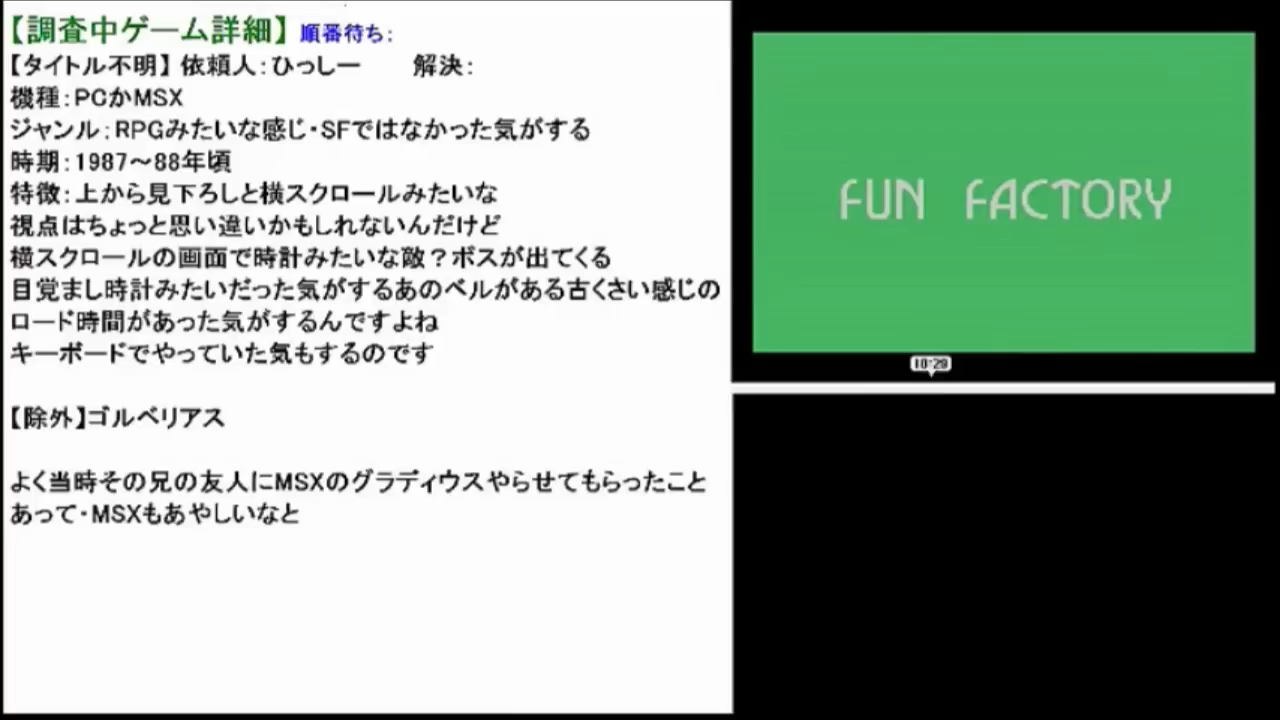 【調査中ゲーム詳細】 順番待ち:
【タイトル不明】 依頼人:ひっしー 解決:
機種:PCかMSX
ジャンル:RPGみたいな感じ・SFではなかった気がする
時期:1987~88年頃
特徴:上から見下ろしと横スクロールみたいな
視点はちょっと思い違いかもしれないんだけど
横スクロールの画面で時計みたいな敵?ボスが出てくる
目覚まし時計みたいだった気がするあのベルがある古くさい感じの
ロード時間があった気がするんですよね
キーボードでやっていた気もするのです
【除外】ゴルベリアス
よく当時その兄の友人にMSXのグラディウスやらせてもらったこと
あって・MSXもあやしいなと
FUN FACTORY
10:29